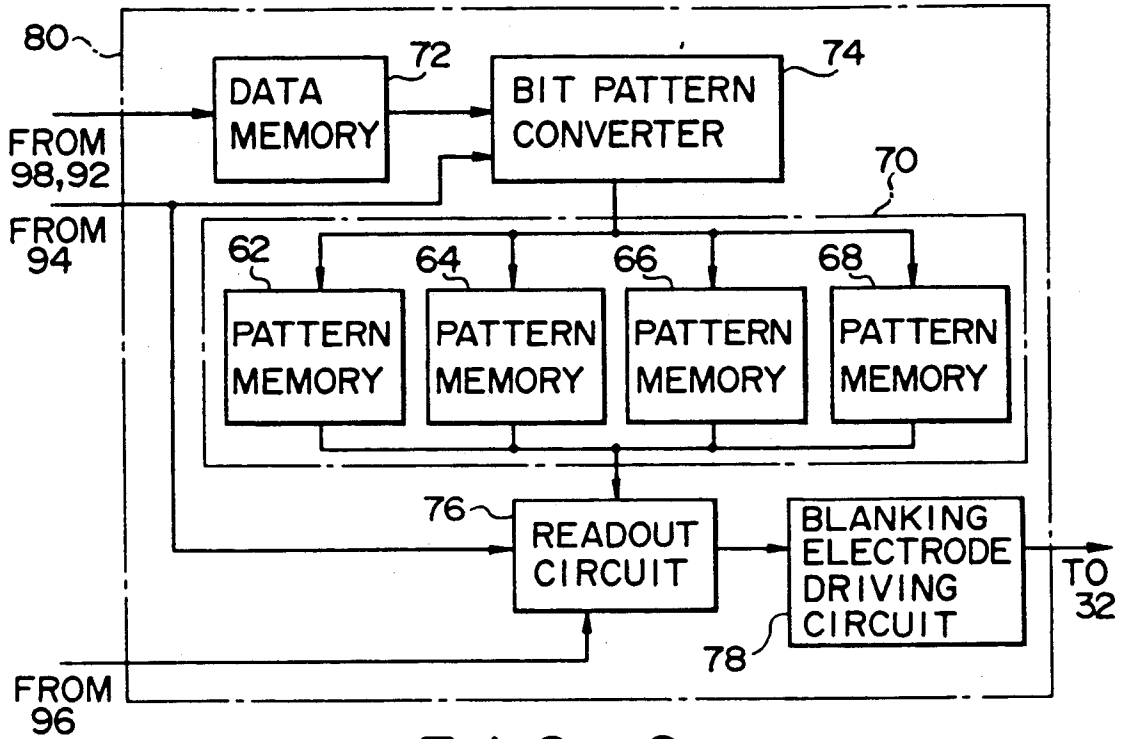 80
72
74
DATA
MEMORY
BIT PATTERN
CONVERTER
FROM
98,92
70
FROM
94
62
64
66
68
PATTERN
MEMORY
PATTERN
MEMORY
PATTERN
MEMORY
PATTERN
MEMORY
76
READOUT
CIRCUIT
BLANKING
ELECTRODE
DRIVING
CIRCUIT
TO
32
78
FROM
96